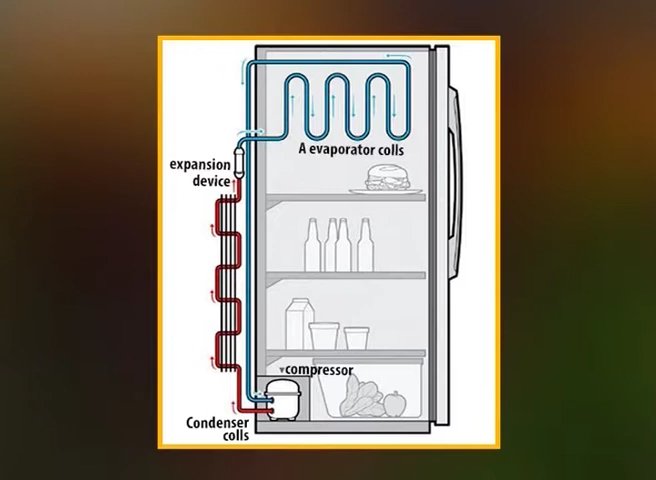 A evaporator colls
expansion
device
▾compressor
Condenser
colls